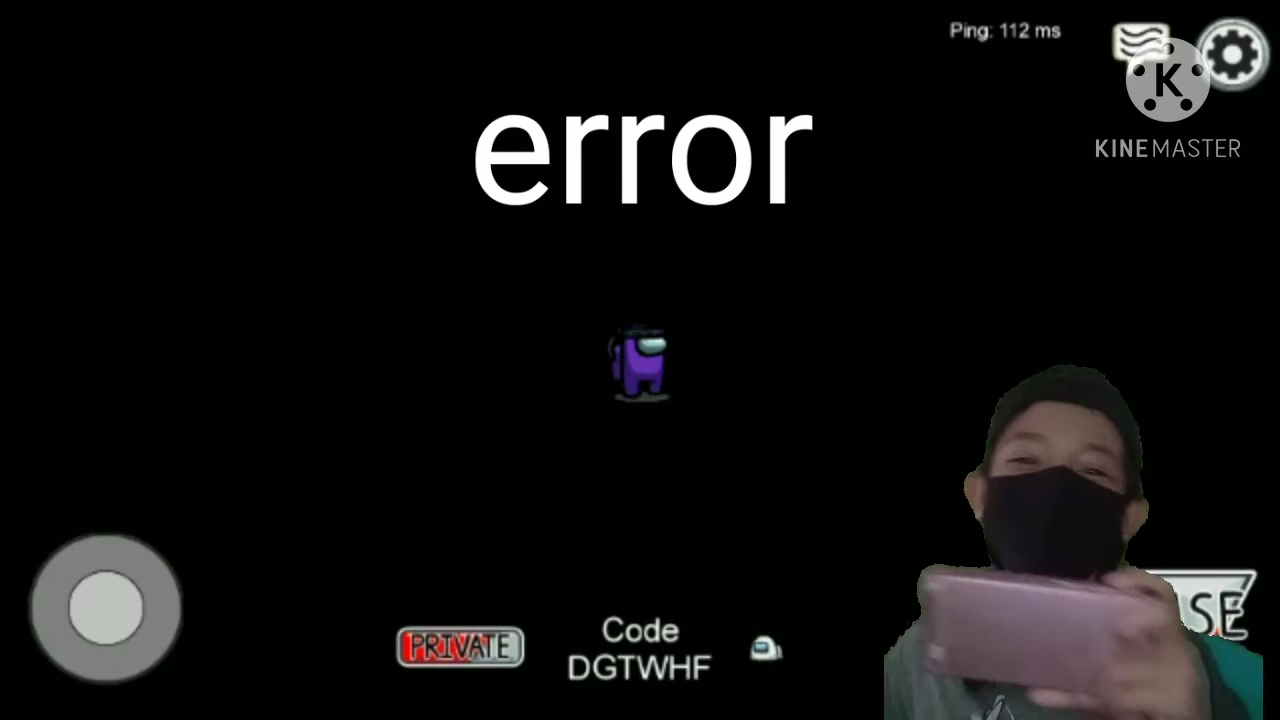 Ping: 112 ms
KINEMASTER
error
PRIVATE
Code
DGTWHF